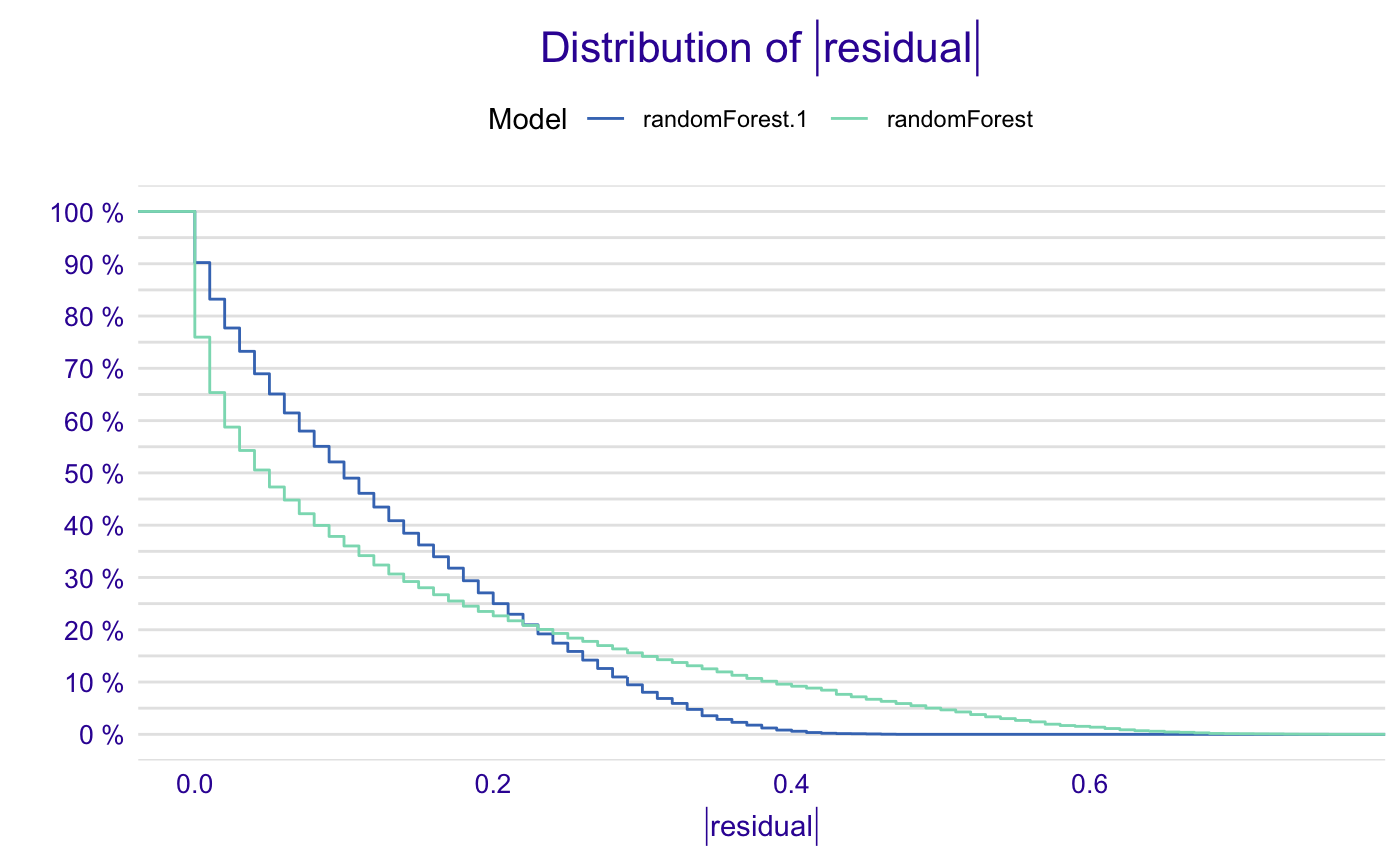 Distribution of |residual|
Model randomForest.1 randomForest
100 %
90 %
80 %
70 %
60 %
50 %
40 %
30 %
20 %
10 %
0 %
0.0 0.2 0.4 0.6
|residual|